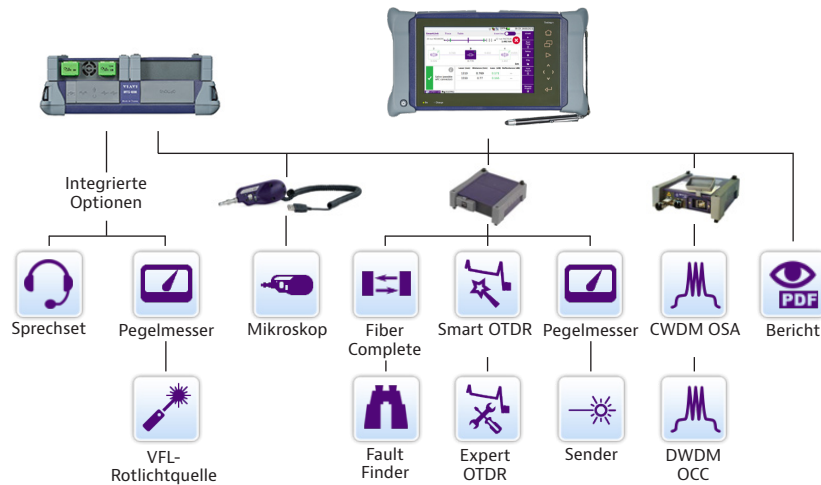 VIAVI
Integrierte
Optionen
Sprechset
Pegelmesser
Mikroskop
Fiber
Complete
Smart OTDR
Pegelmesser
CWDM OSA
PDF
Bericht
VFL-
Rotlichtquelle
Fault
Finder
Expert
OTDR
Sender
DWDM
OCC